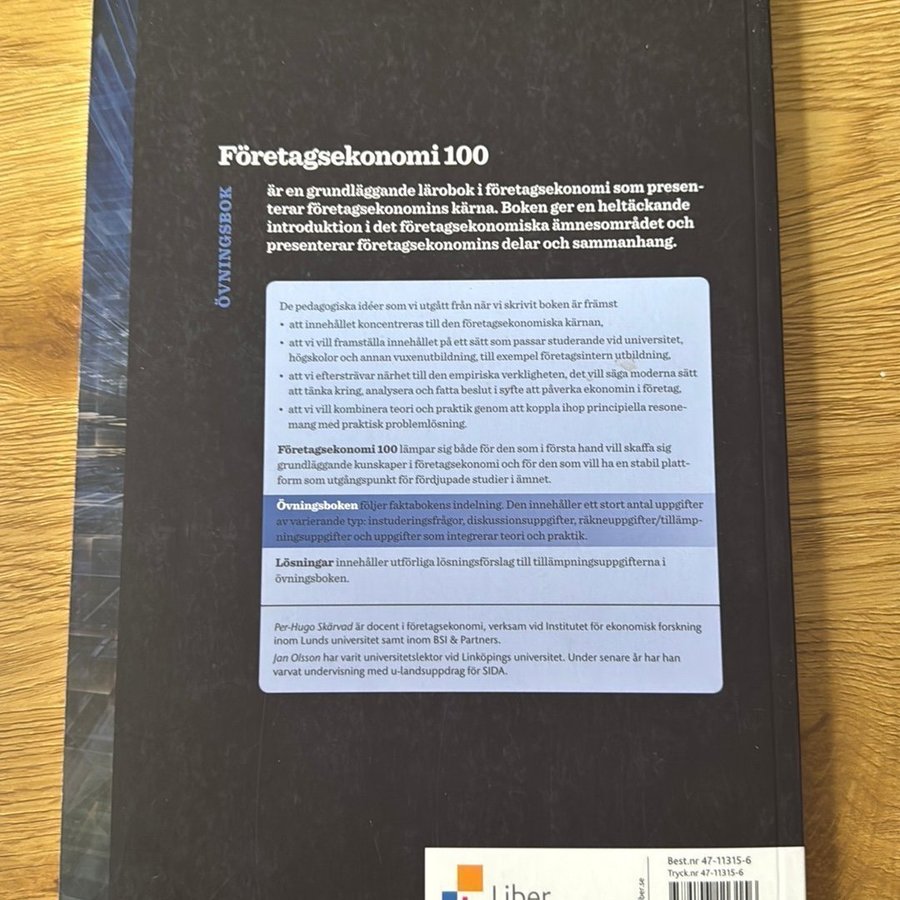 Företagsekonomi 100
ÖVNINGSBOK
är en grundläggande lärobok i företagsekonomi som presen-
terar företagsekonomins kärna. Boken ger en heltäckande
introduktion i det företagsekonomiska ämnesområdet och
presenterar företagsekonomins delar och sammanhang.
De pedagogiska idéer som vi utgått från när vi skrivit boken är främst
• att innehållet koncentreras till den företagsekonomiska kärnan,
• att vi vill framställa innehållet på ett sätt som passar studerande vid universitet,
högskolor och annan vuxenutbildning, till exempel företagsintern utbildning,
• att vi eftersträvar närhet till den empiriska verkligheten, det vill säga moderna sätt
att tänka kring, analysera och fatta beslut i syfte att påverka ekonomin i företag,
• att vi vill kombinera teori och praktik genom att koppla ihop principiella resone-
mang med praktisk problemlösning.
Företagsekonomi 100 lämpar sig både för den som i första hand vill skaffa sig
grundläggande kunskaper i företagsekonomi och för den som vill ha en stabil platt-
form som utgångspunkt för fördjupade studier i ämnet.
Övningsboken följer faktabokens indelning. Den innehåller ett stort antal uppgifter
av varierande typ: instuderingsfrågor, diskussionsuppgifter, räkneuppgifter/tillämp-
ningsuppgifter och uppgifter som integrerar teori och praktik.
Lösningar innehåller utförliga lösningsförslag till tillämpningsuppgifterna i
övningsboken.
Per-Hugo Skärvad är docent i företagsekonomi, verksam vid Institutet för ekonomisk forskning
inom Lunds universitet samt inom BSI & Partners.
Jan Olsson har varit universitetslektor vid Linköpings universitet. Under senare år har han
varvat undervisning med u-landsuppdrag för SIDA.
Best.nr 47-11315-6
Tryck.nr 47-11315-6
Liber